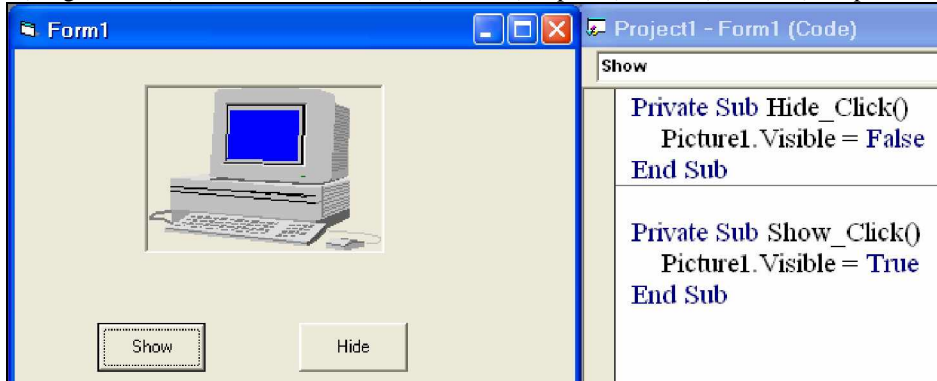 Form1
Show
Hide
Project1 - Form1 (Code)
Show
Private Sub Hide_Click()
Picture1.Visible = False
End Sub
Private Sub Show_Click()
Picture1.Visible = True
End Sub